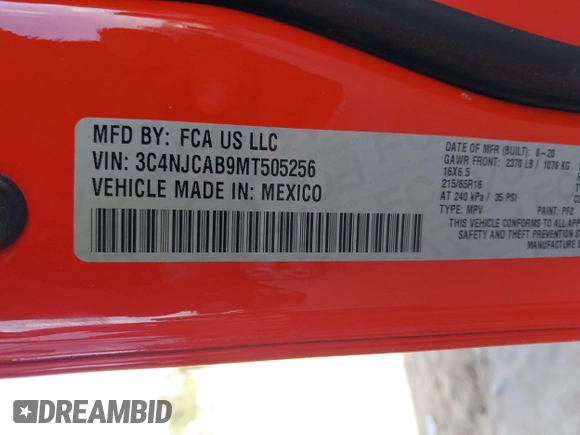 MFD BY: FCA US LLC
VIN: 3C4NJCAB9MT505256
VEHICLE MADE IN: MEXICO
DATE OF MFR (BUILT): 8-20
GAWR FRONT: 2370 LB / 1076 KG
16X6.5
215/65R16
AT 240 kPa / 35 PSI
TYPE: MPV PAINT: PF2
THIS VEHICLE CONFORMS TO ALL APP
SAFETY AND THEFT PREVENTION S
MANUFACTURE
DREAMBID